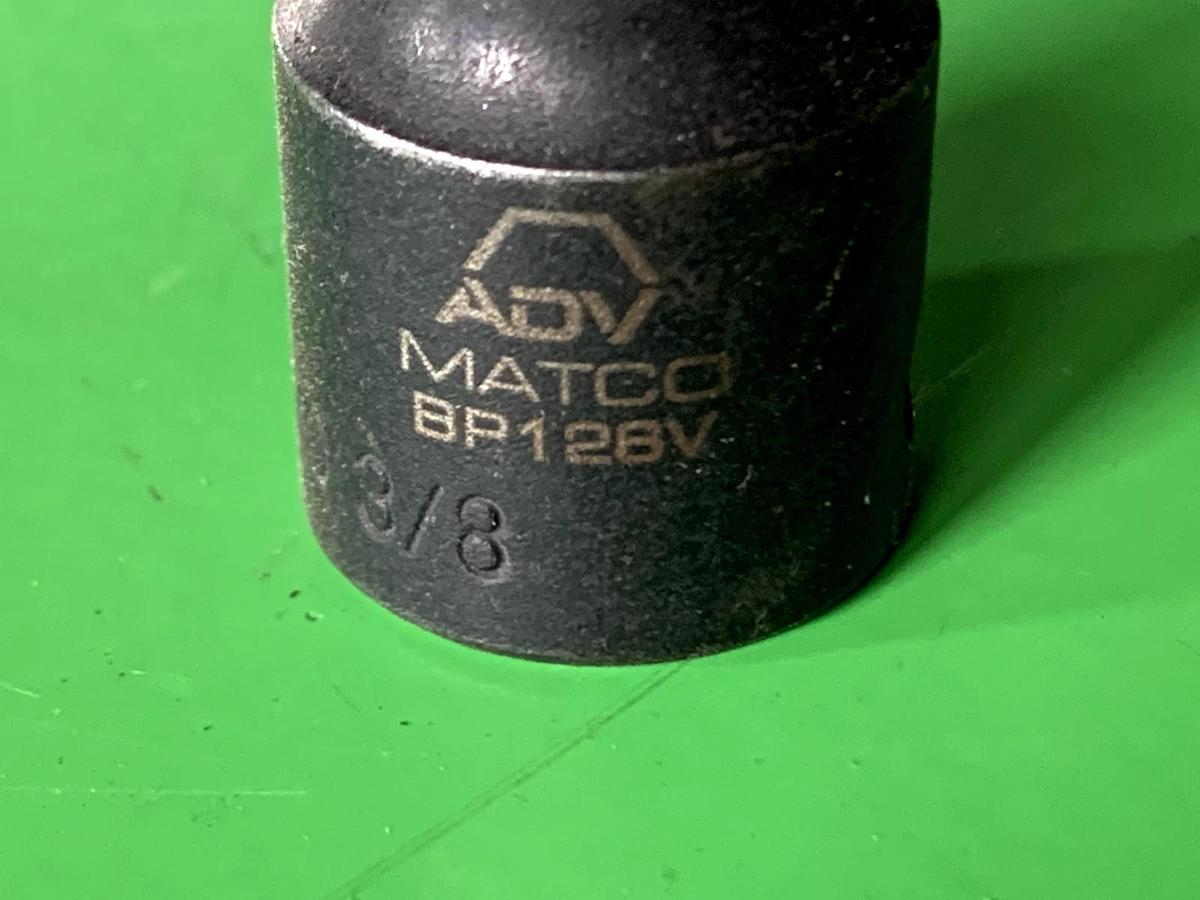 ADV
MATCO
BP126V
3/8